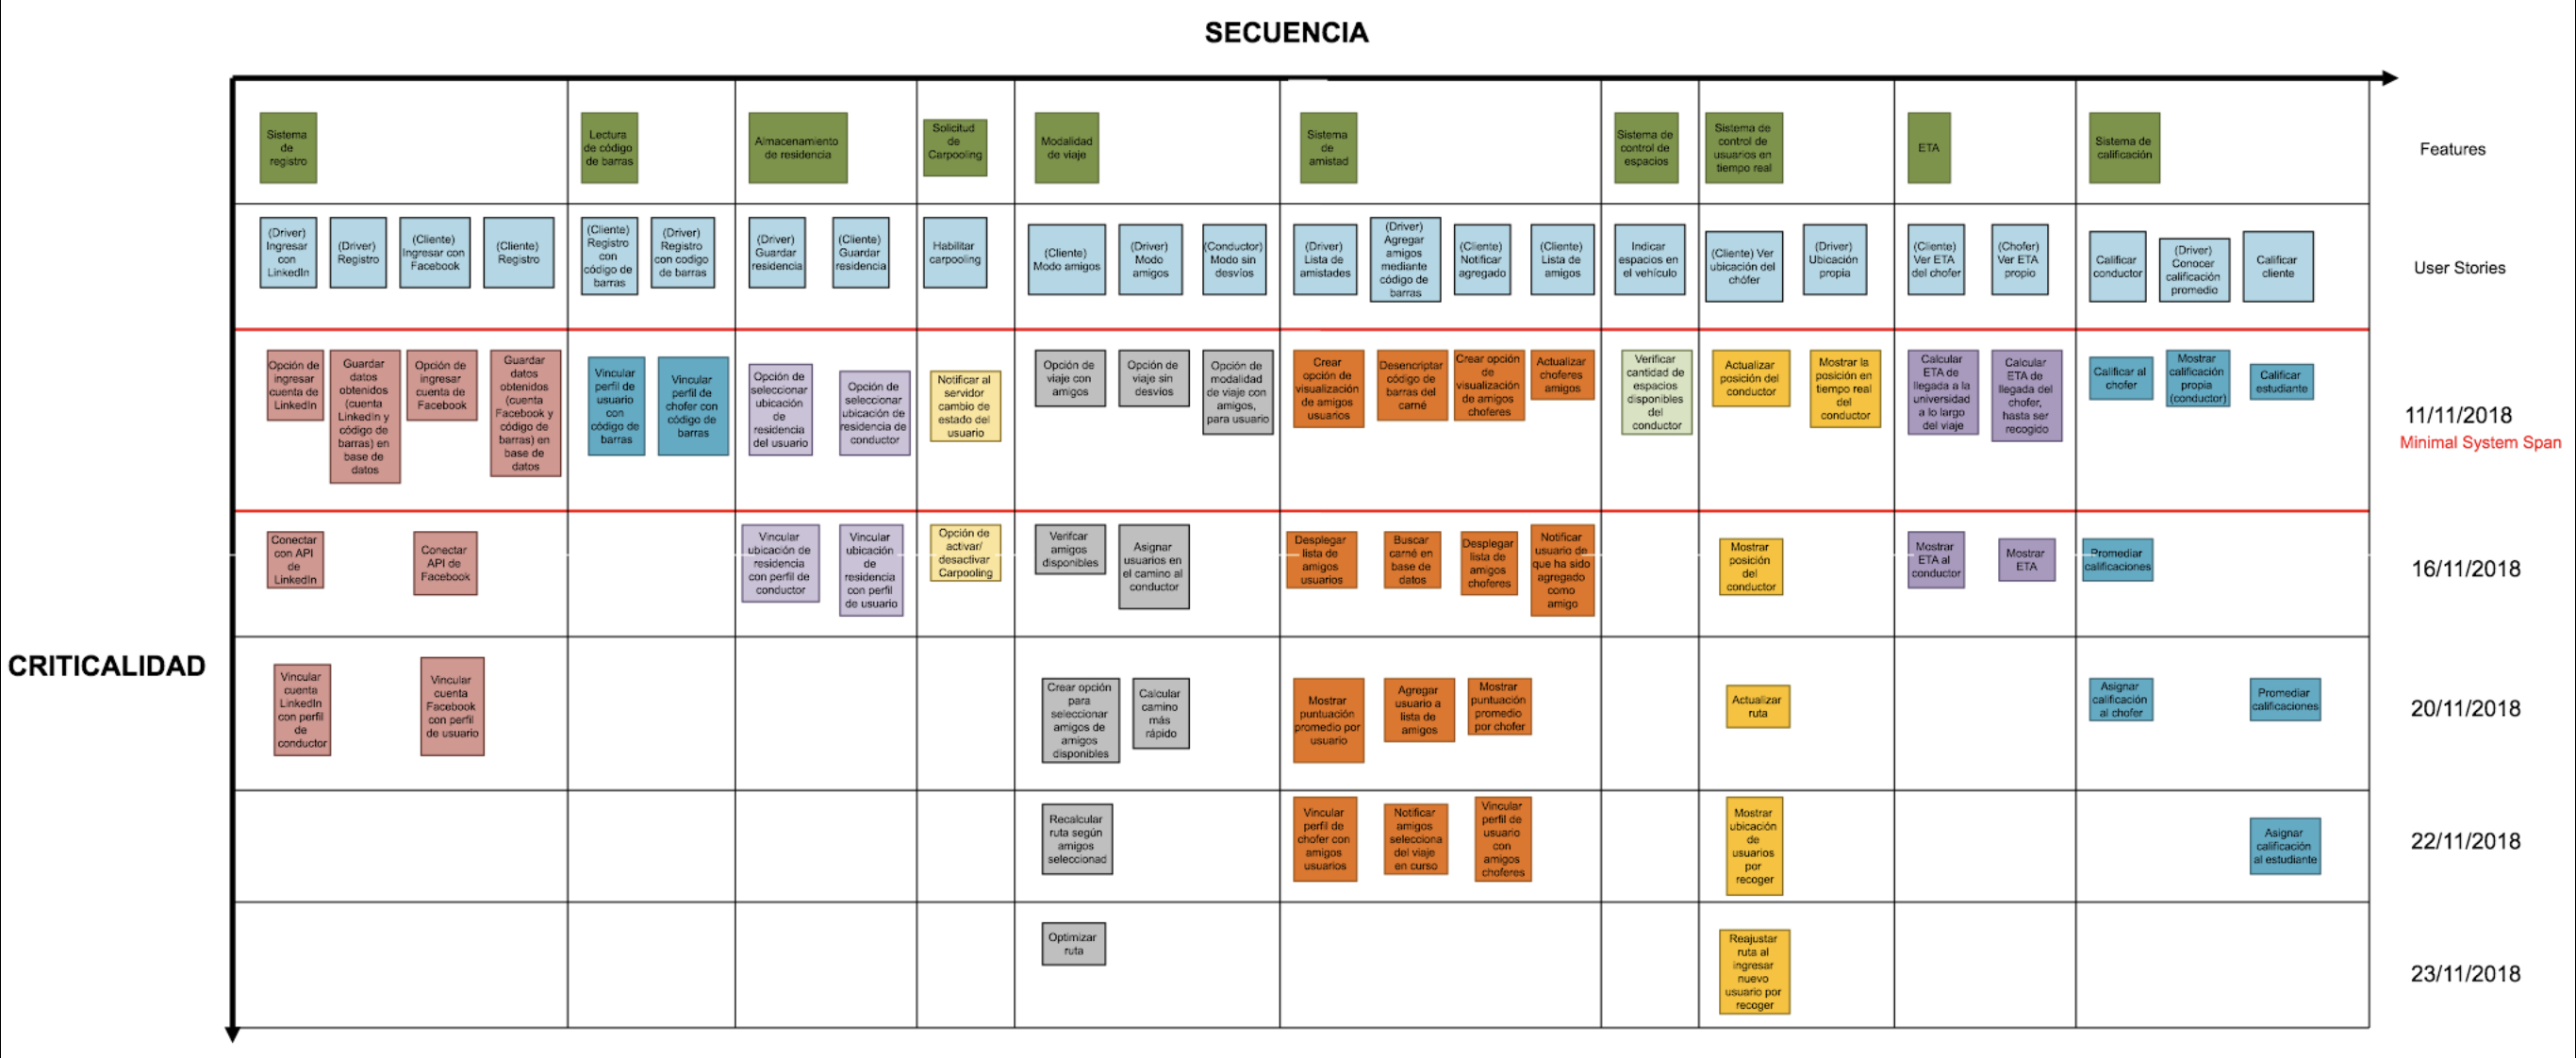 SECUENCIA
Sistema
de
registro
Lectura
de código
de barras
Almacenamiento
de residencia
Solicitud
de
Carpooling
Modalidad
de viaje
Sistema
de
amistad
Sistema de
control de
espacios
Sistema de
control de
usuarios en
tiempo real
ETA
Sistema de
calificación
Features
(Driver)
Ingresar
con
LinkedIn
(Driver)
Registro
(Cliente)
Ingresar con
Facebook
(Cliente)
Registro
(Cliente)
Registro
con
código de
barras
(Driver)
Registro
con codigo
de barras
(Driver)
Guardar
residencia
(Cliente)
Guardar
residencia
Habilitar
carpooling
(Cliente)
Modo amigos
(Driver)
Modo
amigos
(Conductor)
Modo sin
desvíos
(Driver)
Lista de
amistades
(Driver)
Agregar
amigos
mediante
código de
barras
(Cliente)
Notificar
agregado
(Cliente)
Lista de
amigos
Indicar
espacios en
el vehículo
(Cliente) Ver
ubicación del
chófer
(Driver)
Ubicación
propia
(Cliente)
Ver ETA
del chofer
(Chofer)
Ver ETA
propio
Calificar
conductor
(Driver)
Conocer
calificación
promedio
Calificar
cliente
User Stories
Opción de
ingresar
cuenta de
LinkedIn
Guardar
datos
obtenidos
(cuenta
LinkedIn y
código de
barras) en
base de
datos
Opción de
ingresar
cuenta de
Facebook
Guardar
datos
obtenidos
(cuenta
Facebook y
código de
barras) en
base de
datos
Vincular
perfil de
usuario
con
código de
barras
Vincular
perfil de
chofer con
código de
barras
Opción de
seleccionar
ubicación
de
residencia
del usuario
Opción de
seleccionar
ubicación de
residencia de
conductor
Notificar al
servidor
cambio de
estado del
usuario
Opción de
viaje con
amigos
Opción de
viaje sin
desvíos
Opción de
modalidad
de viaje con
amigos,
para usuario
Crear
opción de
visualización
de amigos
usuarios
Desencriptar
código de
barras del
carné
Crear opción
de
visualización
de amigos
choferes
Actualizar
choferes
amigos
Verificar
cantidad de
espacios
disponibles
del
conductor
Actualizar
posición del
conductor
Mostrar la
posición en
tiempo real
del
conductor
Calcular
ETA de
llegada a la
universidad
a lo largo
del viaje
Calcular
ETA de
llegada del
chofer,
hasta ser
recogido
Calificar al
chofer
Mostrar
calificación
propia
(conductor)
Calificar
estudiante
11/11/2018
Minimal System Span
Conectar
con API
de
LinkedIn
Conectar
API de
Facebook
Vincular
ubicación de
residencia
con perfil de
conductor
Vincular
ubicación
de
residencia
con perfil
de usuario
Opción de
activar/
desactivar
Carpooling
Verifcar
amigos
disponibles
Asignar
usuarios en
el camino al
conductor
Desplegar
lista de
amigos
usuarios
Buscar
carné en
base de
datos
Desplegar
lista de
amigos
choferes
Notificar
usuario de
que ha sido
agregado
como
amigo
Mostrar
posición
del
conductor
Mostrar
ETA al
conductor
Mostrar
ETA
Promediar
calificaciones
16/11/2018
CRITICALIDAD
Vincular
cuenta
LinkedIn
con perfil
de
conductor
Vincular
cuenta
Facebook
con perfil
de usuario
Crear opción
para
seleccionar
amigos de
amigos
disponibles
Calcular
camino
más
rápido
Mostrar
puntuación
promedio por
usuario
Agregar
usuario a
lista de
amigos
Mostrar
puntuación
promedio
por chofer
Actualizar
ruta
Asignar
calificación
al chofer
Promediar
calificaciones
20/11/2018
Recalcular
ruta según
amigos
seleccionad
Vincular
perfil de
chofer con
amigos
usuarios
Notificar
amigos
selecciona
del viaje
en curso
Vincular
perfil de
usuario
con
amigos
choferes
Mostrar
ubicación
de
usuarios
por
recoger
Asignar
calificación
al estudiante
22/11/2018
Optimizar
ruta
Reajustar
ruta al
ingresar
nuevo
usuario por
recoger
23/11/2018